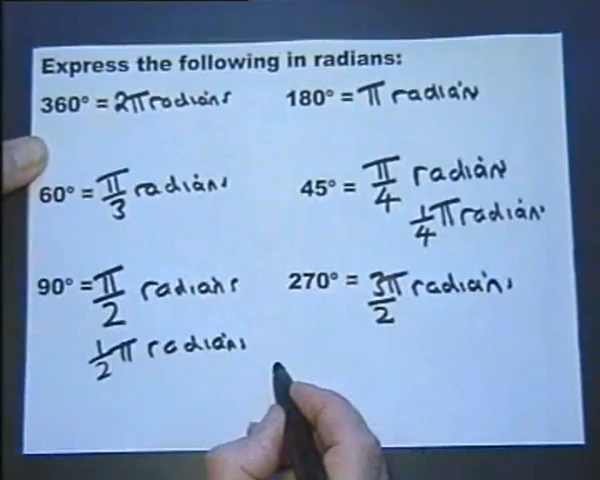 Express the following in radians:
360° = 2π radians
180° = π radian
60° = π/3 radians
45° = π/4 radian
1/4 π radians
90° = π/2 radians
1/2 π radians
270° = 3π/2 radians